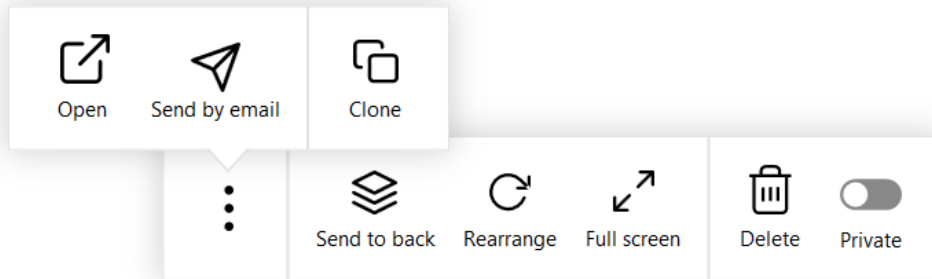 Open
Send by email
Clone
Send to back
Rearrange
Full screen
Delete
Private